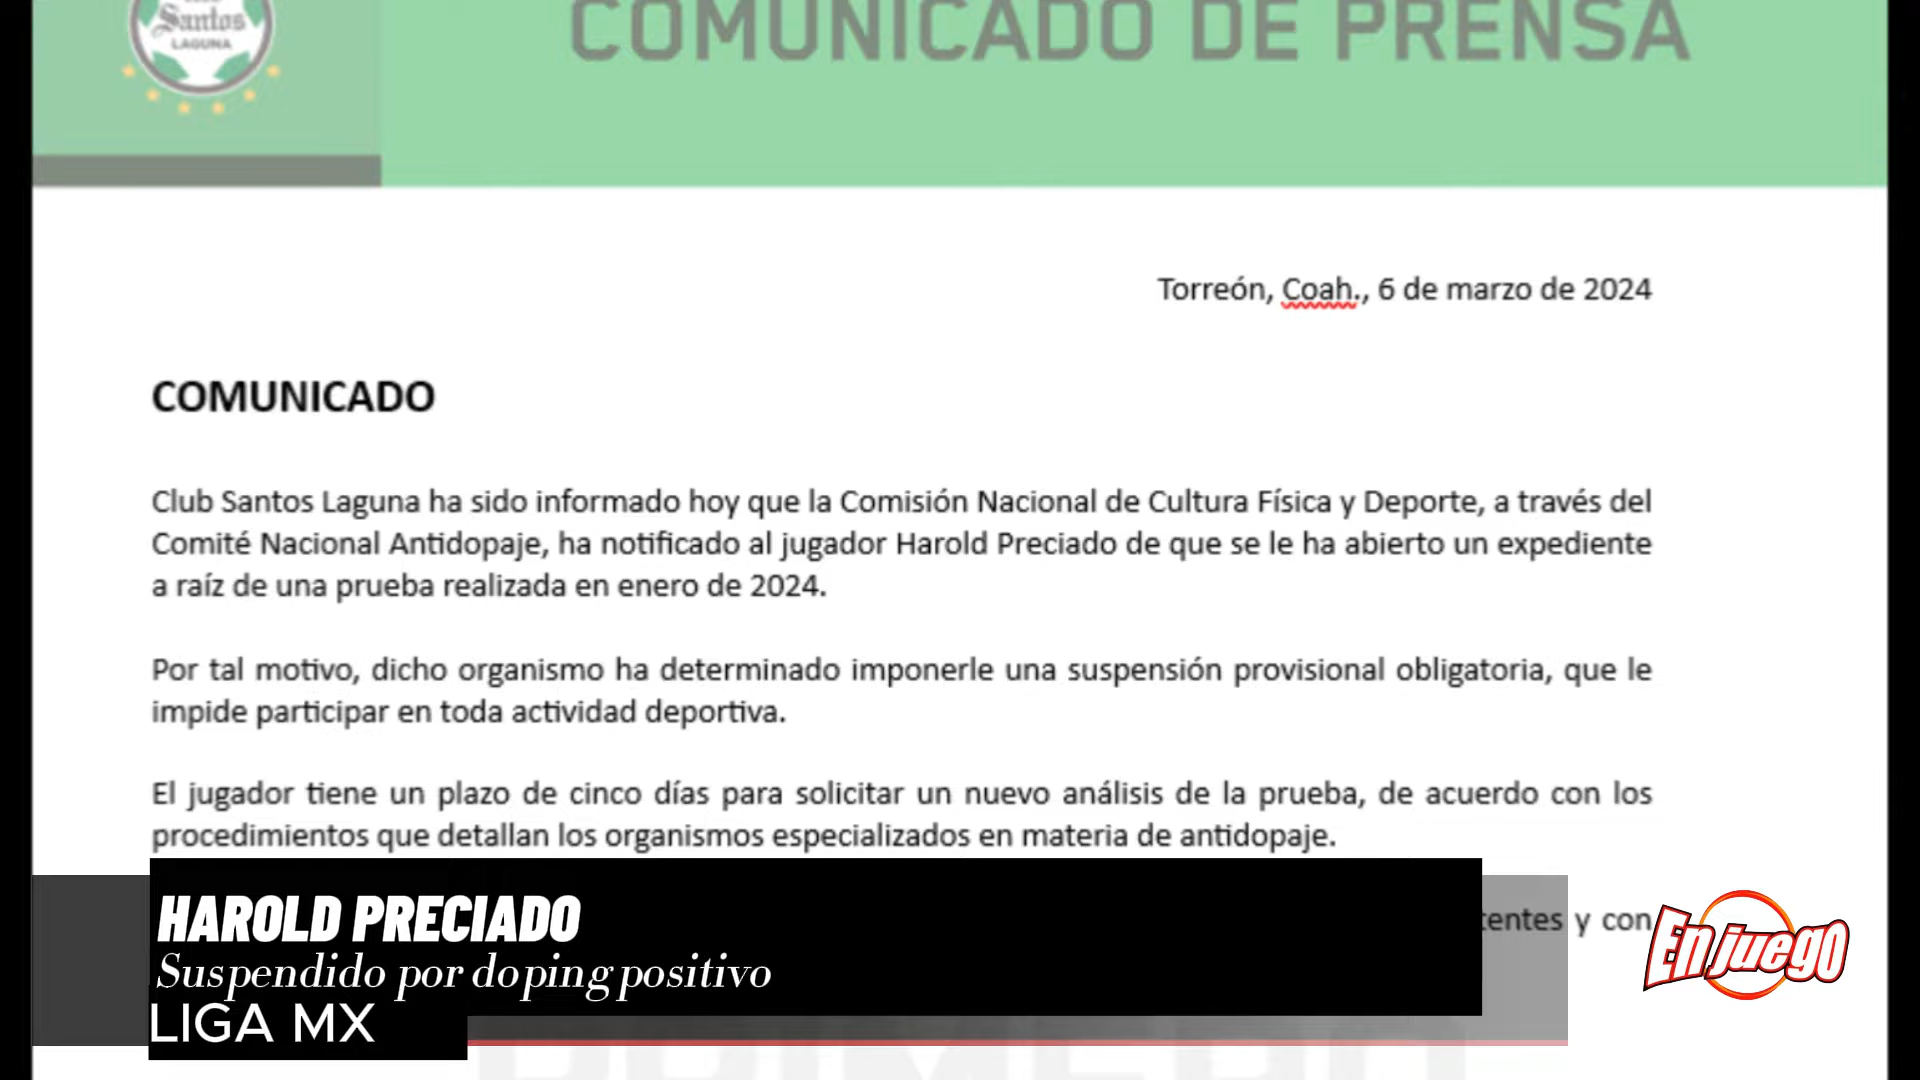 Santos
LAGUNA
COMUNICADO DE PRENSA
Torreón, Coah., 6 de marzo de 2024
COMUNICADO
Club Santos Laguna ha sido informado hoy que la Comisión Nacional de Cultura Física y Deporte, a través del
Comité Nacional Antidopaje, ha notificado al jugador Harold Preciado de que se le ha abierto un expediente
a raíz de una prueba realizada en enero de 2024.
Por tal motivo, dicho organismo ha determinado imponerle una suspensión provisional obligatoria, que le
impide participar en toda actividad deportiva.
El jugador tiene un plazo de cinco días para solicitar un nuevo análisis de la prueba, de acuerdo con los
procedimientos que detallan los organismos especializados en materia de antidopaje.
y con
HAROLD PRECIADO
Suspendido por doping positivo
LIGA MX
En juego